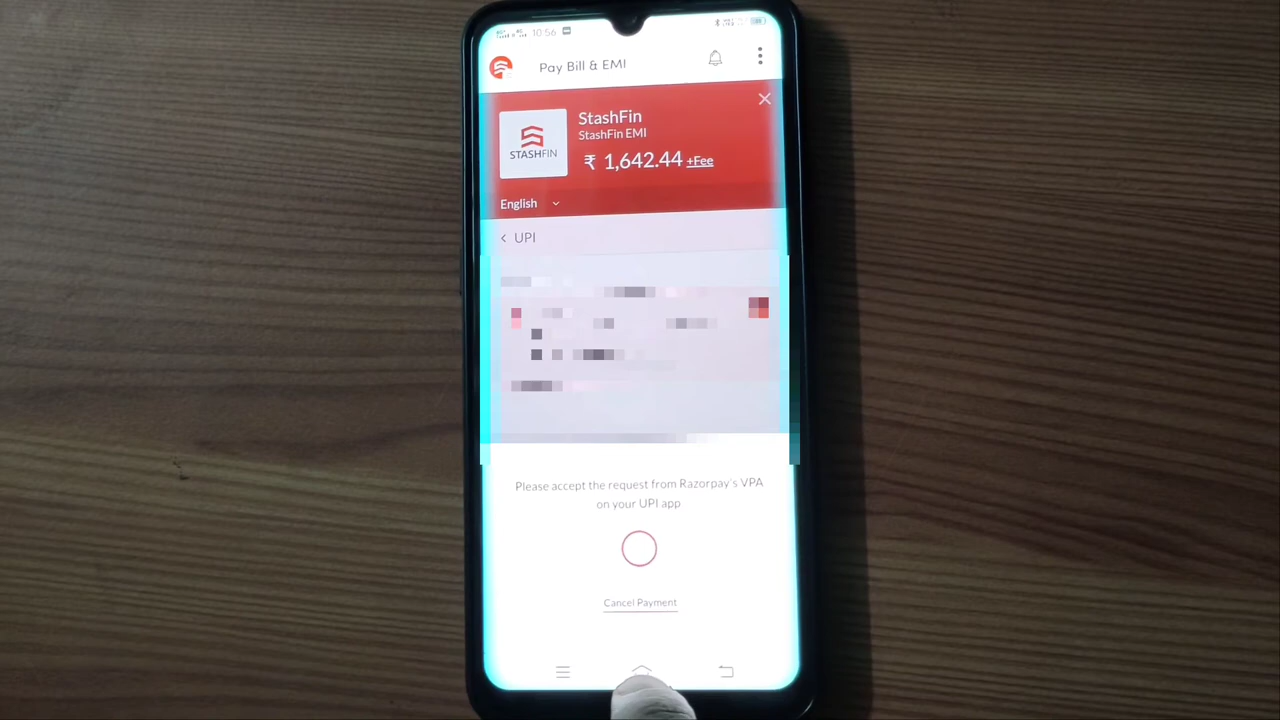 10:56
Pay Bill & EMI
StashFin
StashFin EMI
STASHFIN
₹ 1,642.44 +Fee
English
UPI
Please accept the request from Razorpay's VPA
on your UPI app
Cancel Payment